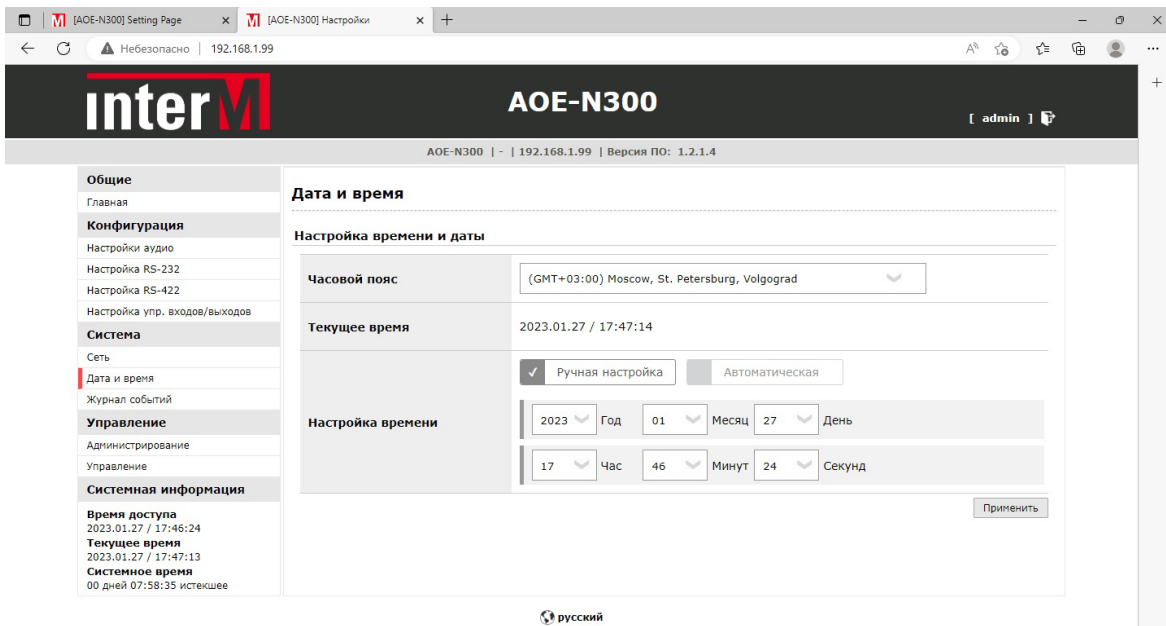 [AOE-N300] Setting Page
[AOE-N300] Настройки
Небезопасно | 192.168.1.99
interM
AOE-N300
[ admin ]
AOE-N300 | - | 192.168.1.99 | Версия ПО: 1.2.1.4
Общие
Главная
Конфигурация
Настройки аудио
Настройка RS-232
Настройка RS-422
Настройка упр. входов/выходов
Система
Сеть
Дата и время
Журнал событий
Управление
Администрирование
Управление
Системная информация
Время доступа
2023.01.27 / 17:46:24
Текущее время
2023.01.27 / 17:47:13
Системное время
00 дней 07:58:35 истекшее
Дата и время
Настройка времени и даты
Часовой пояс
(GMT+03:00) Moscow, St. Petersburg, Volgograd
Текущее время
2023.01.27 / 17:47:14
Настройка времени
Ручная настройка
Автоматическая
2023 Год 01 Месяц 27 День
17 Час 46 Минут 24 Секунд
Применить
русский